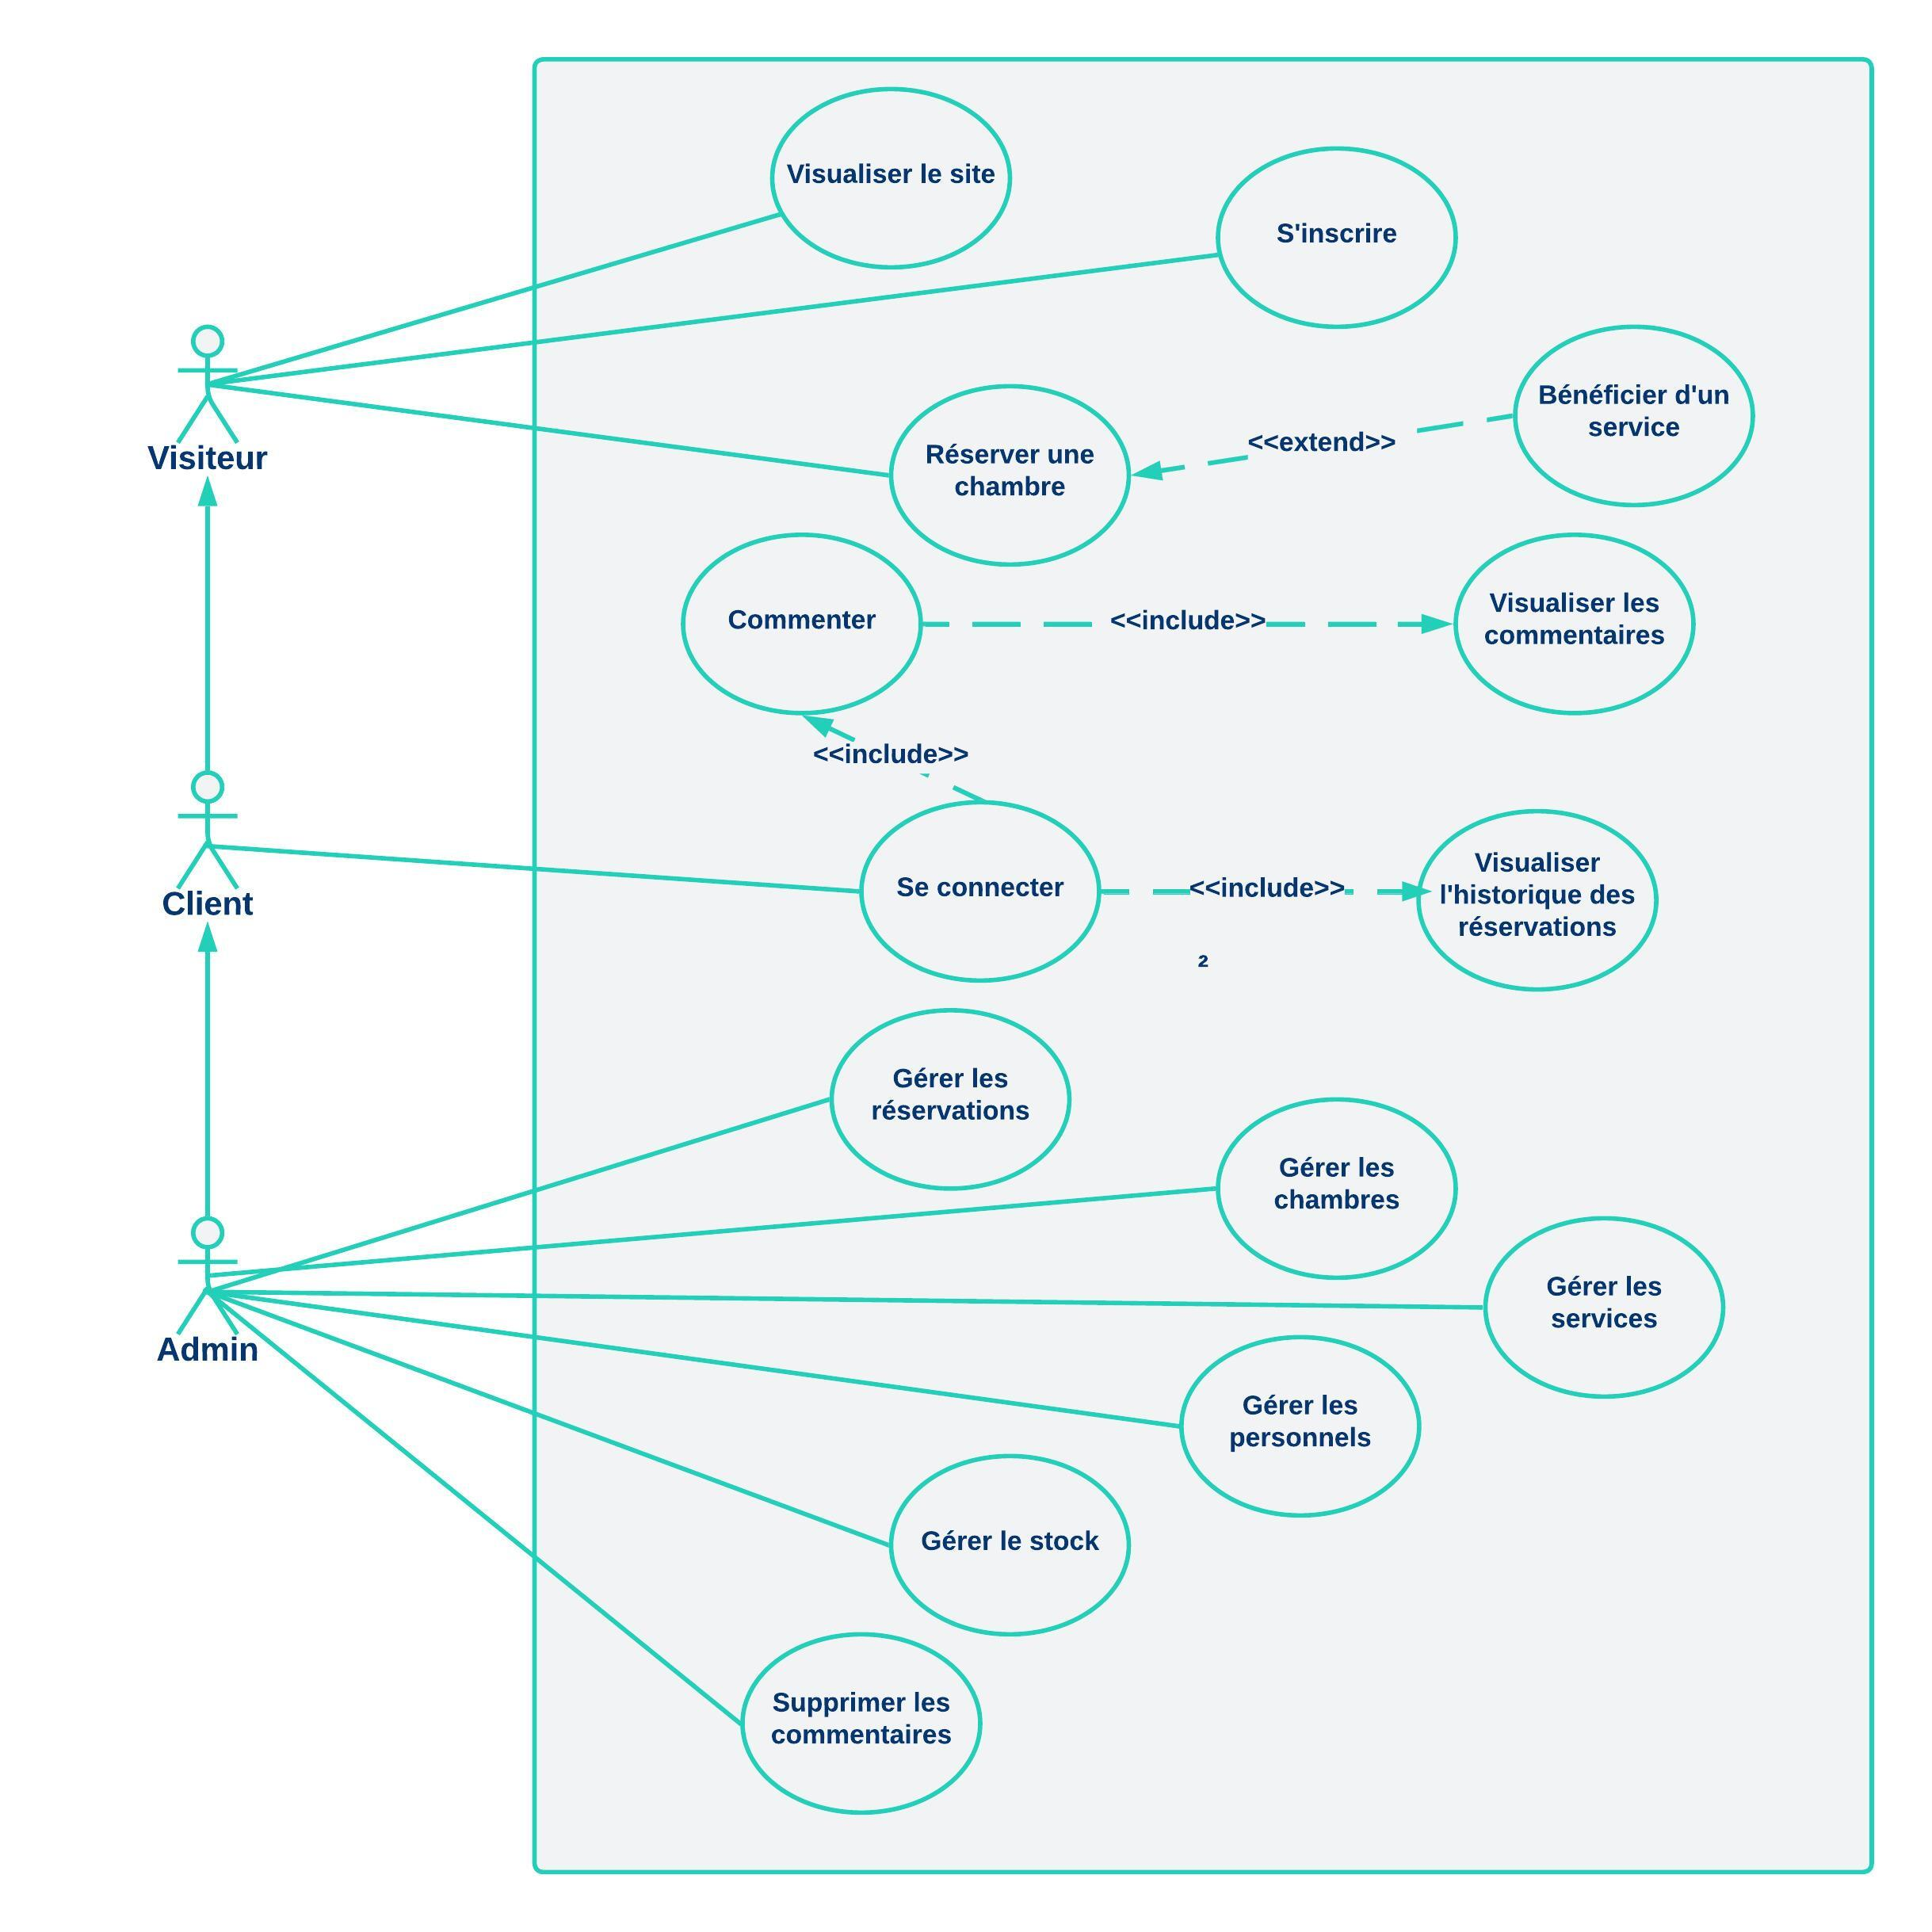 Visualiser le site
S'inscrire
Bénéficier d'un
service
<<extend>>
Réserver une
chambre
Visiteur
Commenter
<<include>>
Visualiser les
commentaires
<<include>>
Client
Se connecter
<<include>>
Visualiser
l'historique des
réservations
2
Gérer les
réservations
Gérer les
chambres
Gérer les
services
Admin
Gérer les
personnels
Gérer le stock
Supprimer les
commentaires